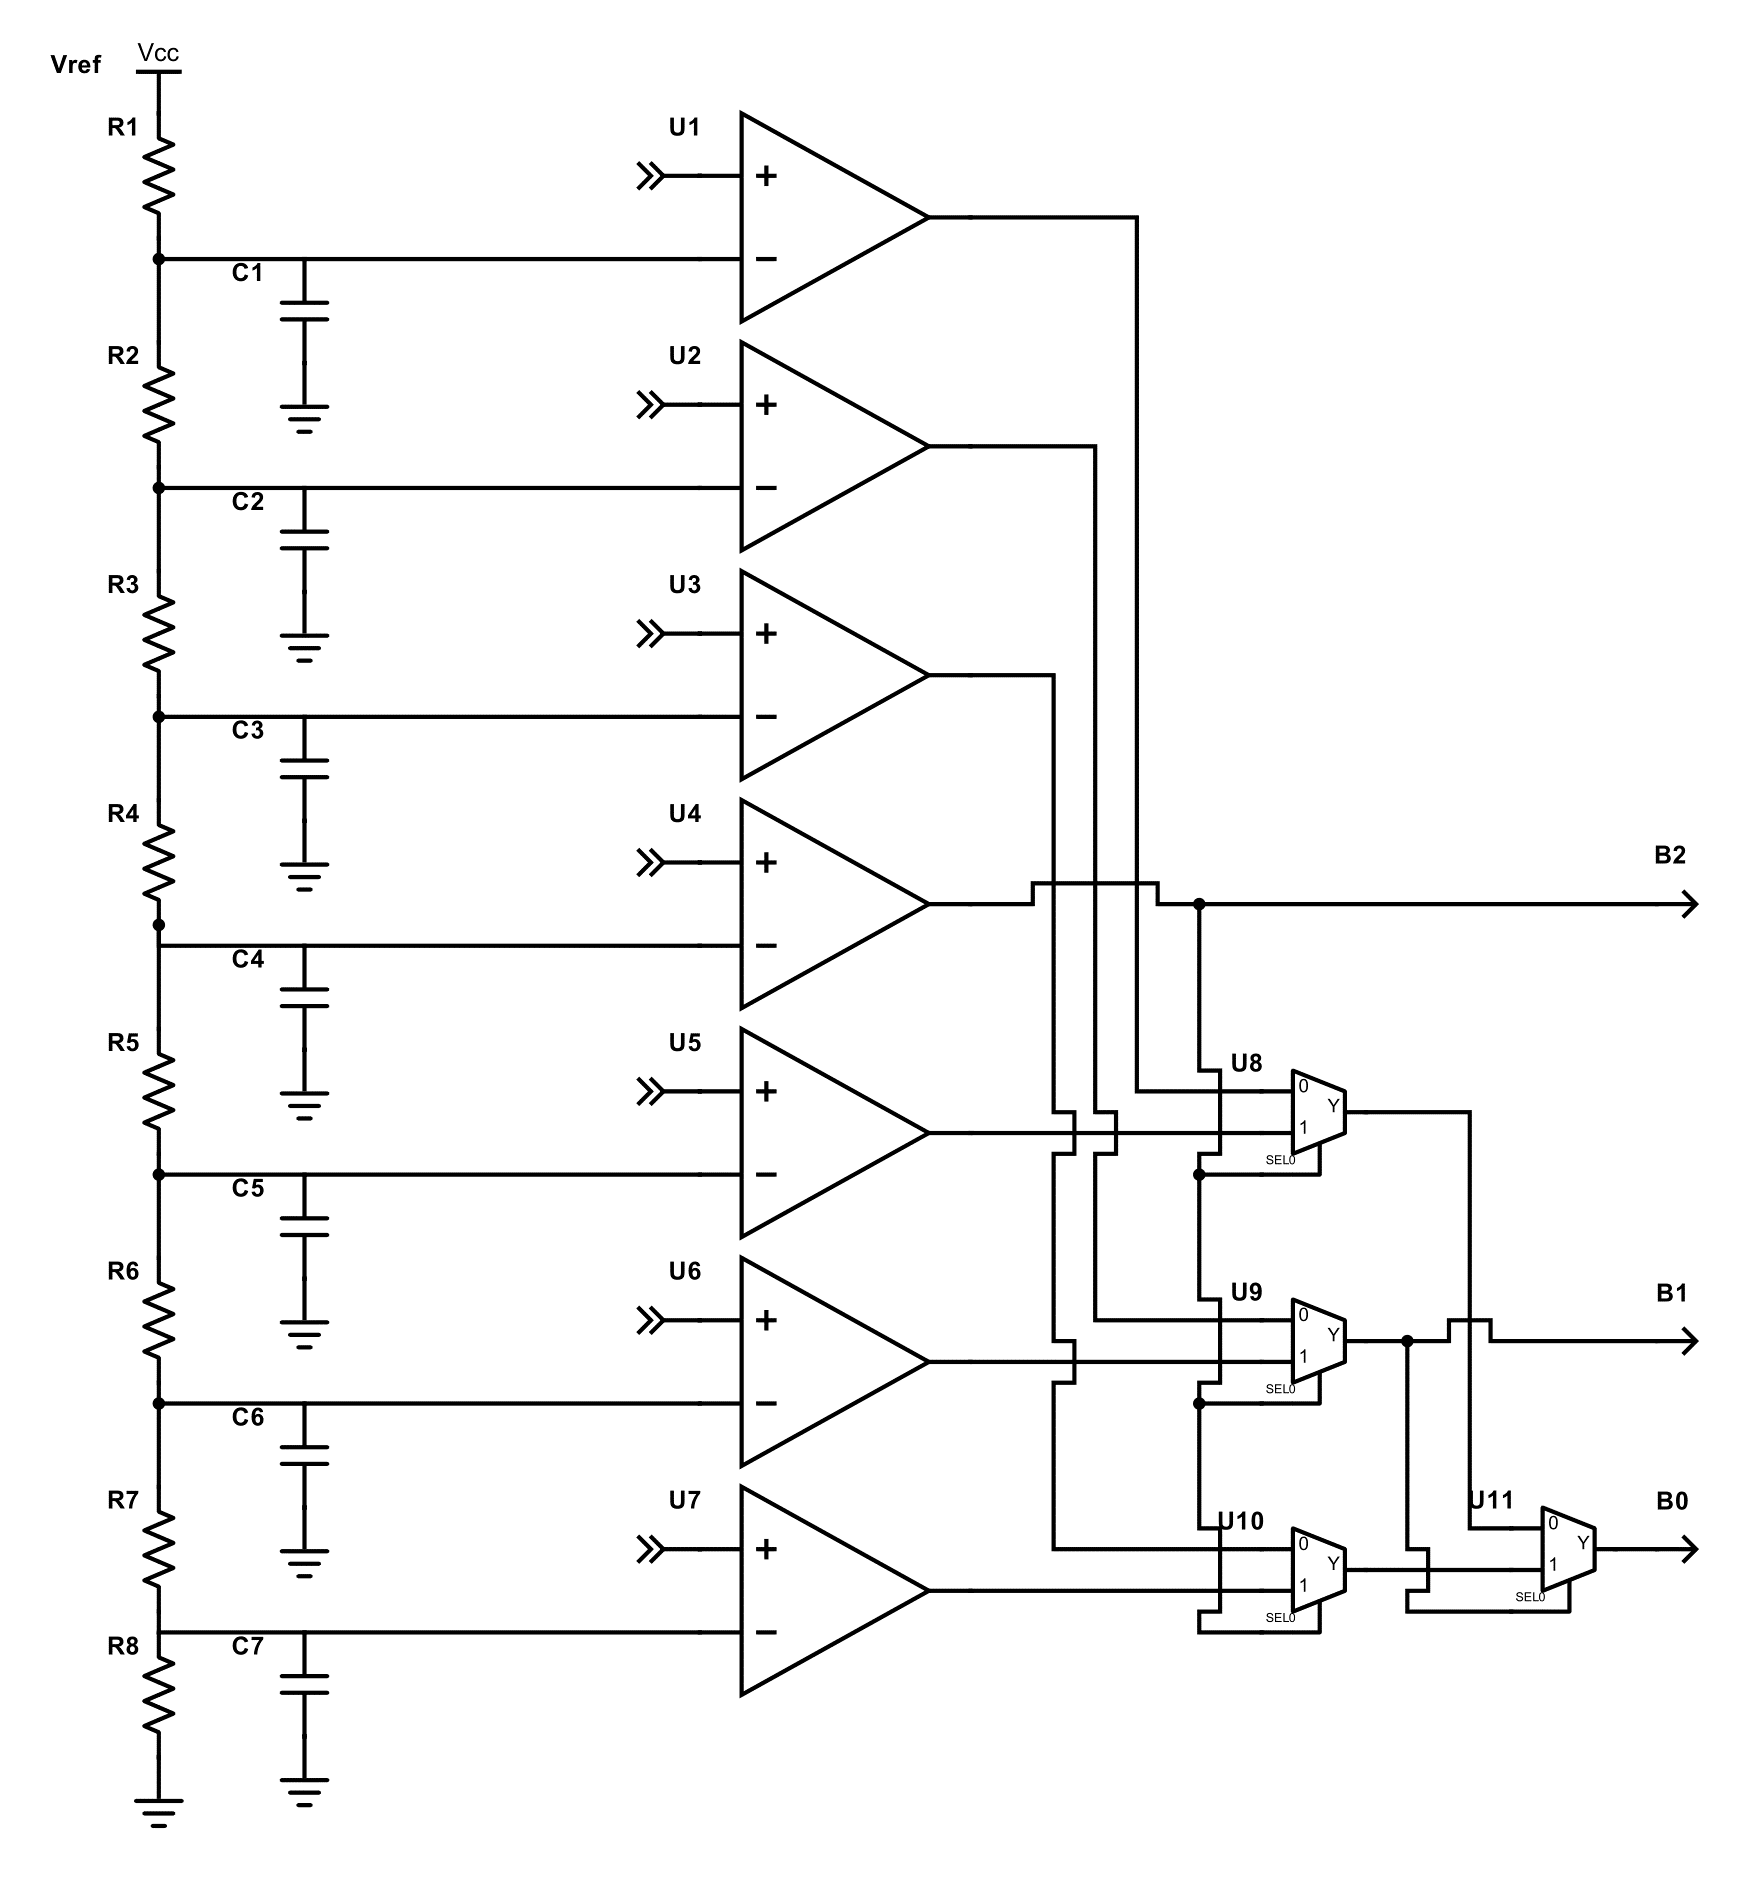 Vref Vcc
R1 U1
+
−
C1
R2 U2
+
−
C2
R3 U3
+
−
C3
R4 U4
+
−
C4
B2
R5 U5
+
−
C5
U8
0
1
Y
SEL0
R6 U6
+
−
C6
U9
0
1
Y
SEL0
B1
R7 U7
+
−
U10
0
1
Y
SEL0
U11
0
1
Y
SEL0
B0
R8 C7